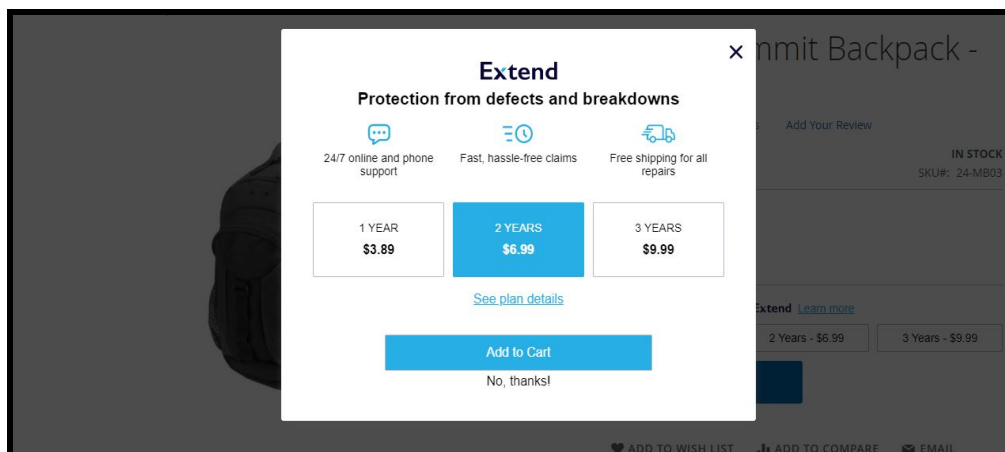 mmit Backpack -
Extend
Protection from defects and breakdowns
24/7 online and phone
support
Fast, hassle-free claims
Free shipping for all
repairs
Add Your Review
IN STOCK
SKU#: 24-MB03
1 YEAR
$3.89
2 YEARS
$6.99
3 YEARS
$9.99
See plan details
Extend Learn more
2 Years - $6.99
3 Years - $9.99
Add to Cart
No, thanks!
ADD TO WISH LIST
ADD TO COMPARE
EMAIL